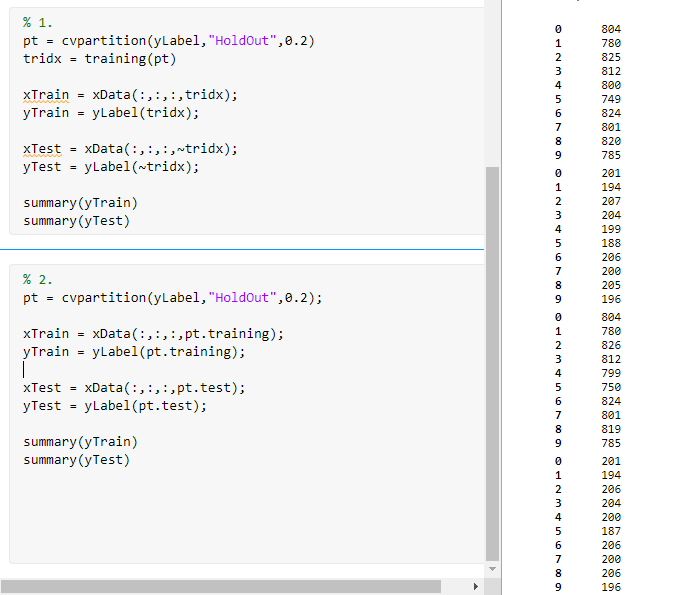 % 1.
pt = cvpartition(yLabel,"HoldOut",0.2)
tridx = training(pt)
xTrain = xData(:,:,:,tridx);
yTrain = yLabel(tridx);
xTest = xData(:,:,:,~tridx);
yTest = yLabel(~tridx);
summary(yTrain)
summary(yTest)
% 2.
pt = cvpartition(yLabel,"HoldOut",0.2);
xTrain = xData(:,:,:,pt.training);
yTrain = yLabel(pt.training);
xTest = xData(:,:,:,pt.test);
yTest = yLabel(pt.test);
summary(yTrain)
summary(yTest)
0 804
1 780
2 825
3 812
4 800
5 749
6 824
7 801
8 820
9 785
0 201
1 194
2 207
3 204
4 199
5 188
6 206
7 200
8 205
9 196
0 804
1 780
2 826
3 812
4 799
5 750
6 824
7 801
8 819
9 785
0 201
1 194
2 206
3 204
4 200
5 187
6 206
7 200
8 206
9 196